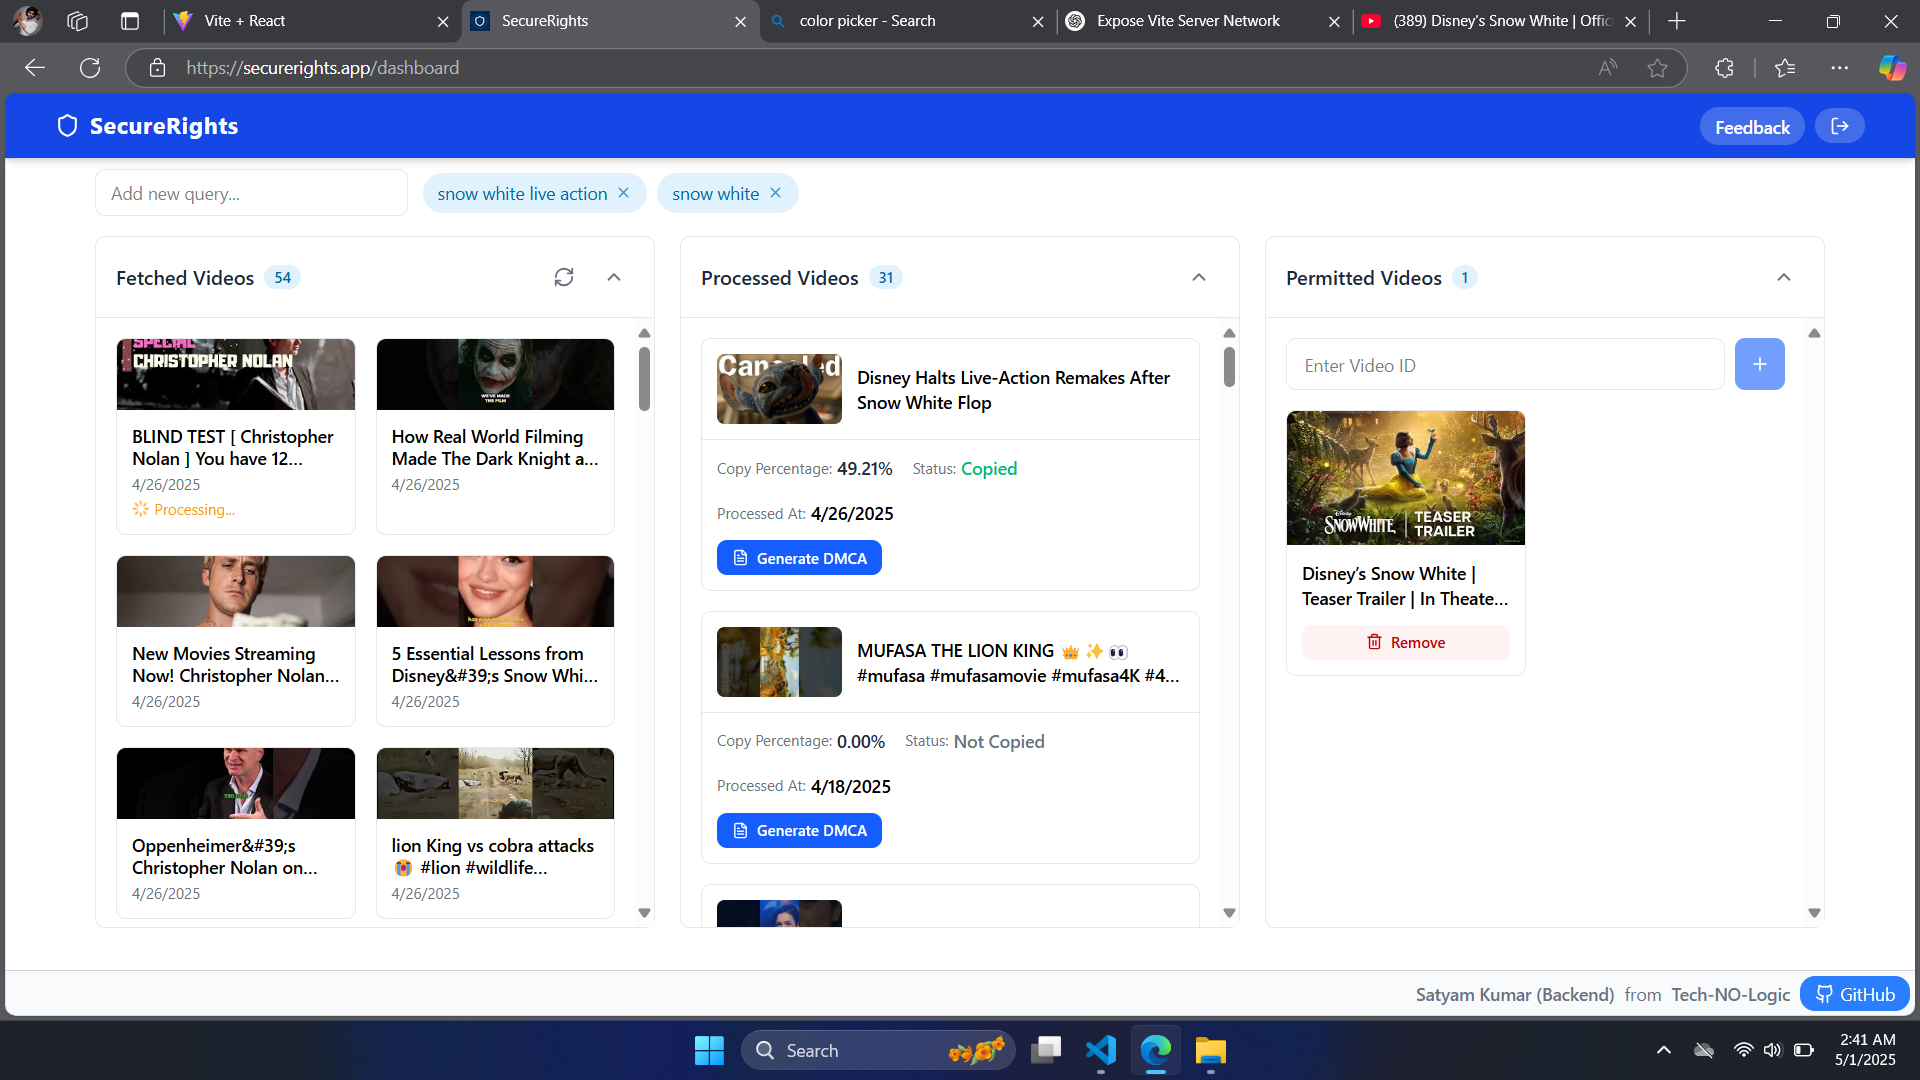 Vite + React
SecureRights
color picker - Search
Expose Vite Server Network
(389) Disney's Snow White | Offici
https://securerights.app/dashboard
SecureRights
Feedback
Add new query...
snow white live action
snow white
Fetched Videos 54
Processed Videos 31
Permitted Videos 1
SPECIAL
CHRISTOPHER NOLAN
BLIND TEST [ Christopher
Nolan ] You have 12...
4/26/2025
Processing...
WE'VE MADE
THE FILM
How Real World Filming
Made The Dark Knight a...
4/26/2025
New Movies Streaming
Now! Christopher Nolan...
4/26/2025
5 Essential Lessons from
Disney&#39;s Snow Whi...
4/26/2025
Oppenheimer&#39;s
Christopher Nolan on...
4/26/2025
lion King vs cobra attacks
😭 #lion #wildlife...
4/26/2025
Canceled
Disney Halts Live-Action Remakes After
Snow White Flop
Copy Percentage: 49.21% Status: Copied
Processed At: 4/26/2025
Generate DMCA
MUFASA THE LION KING 👑 ✨ 👀
#mufasa #mufasamovie #mufasa4K #4...
Copy Percentage: 0.00% Status: Not Copied
Processed At: 4/18/2025
Generate DMCA
Enter Video ID
+
Disney
SNOW WHITE | TEASER
TRAILER
Disney's Snow White |
Teaser Trailer | In Theate...
Remove
Satyam Kumar (Backend) from Tech-NO-Logic
GitHub
Search
2:41 AM
5/1/2025